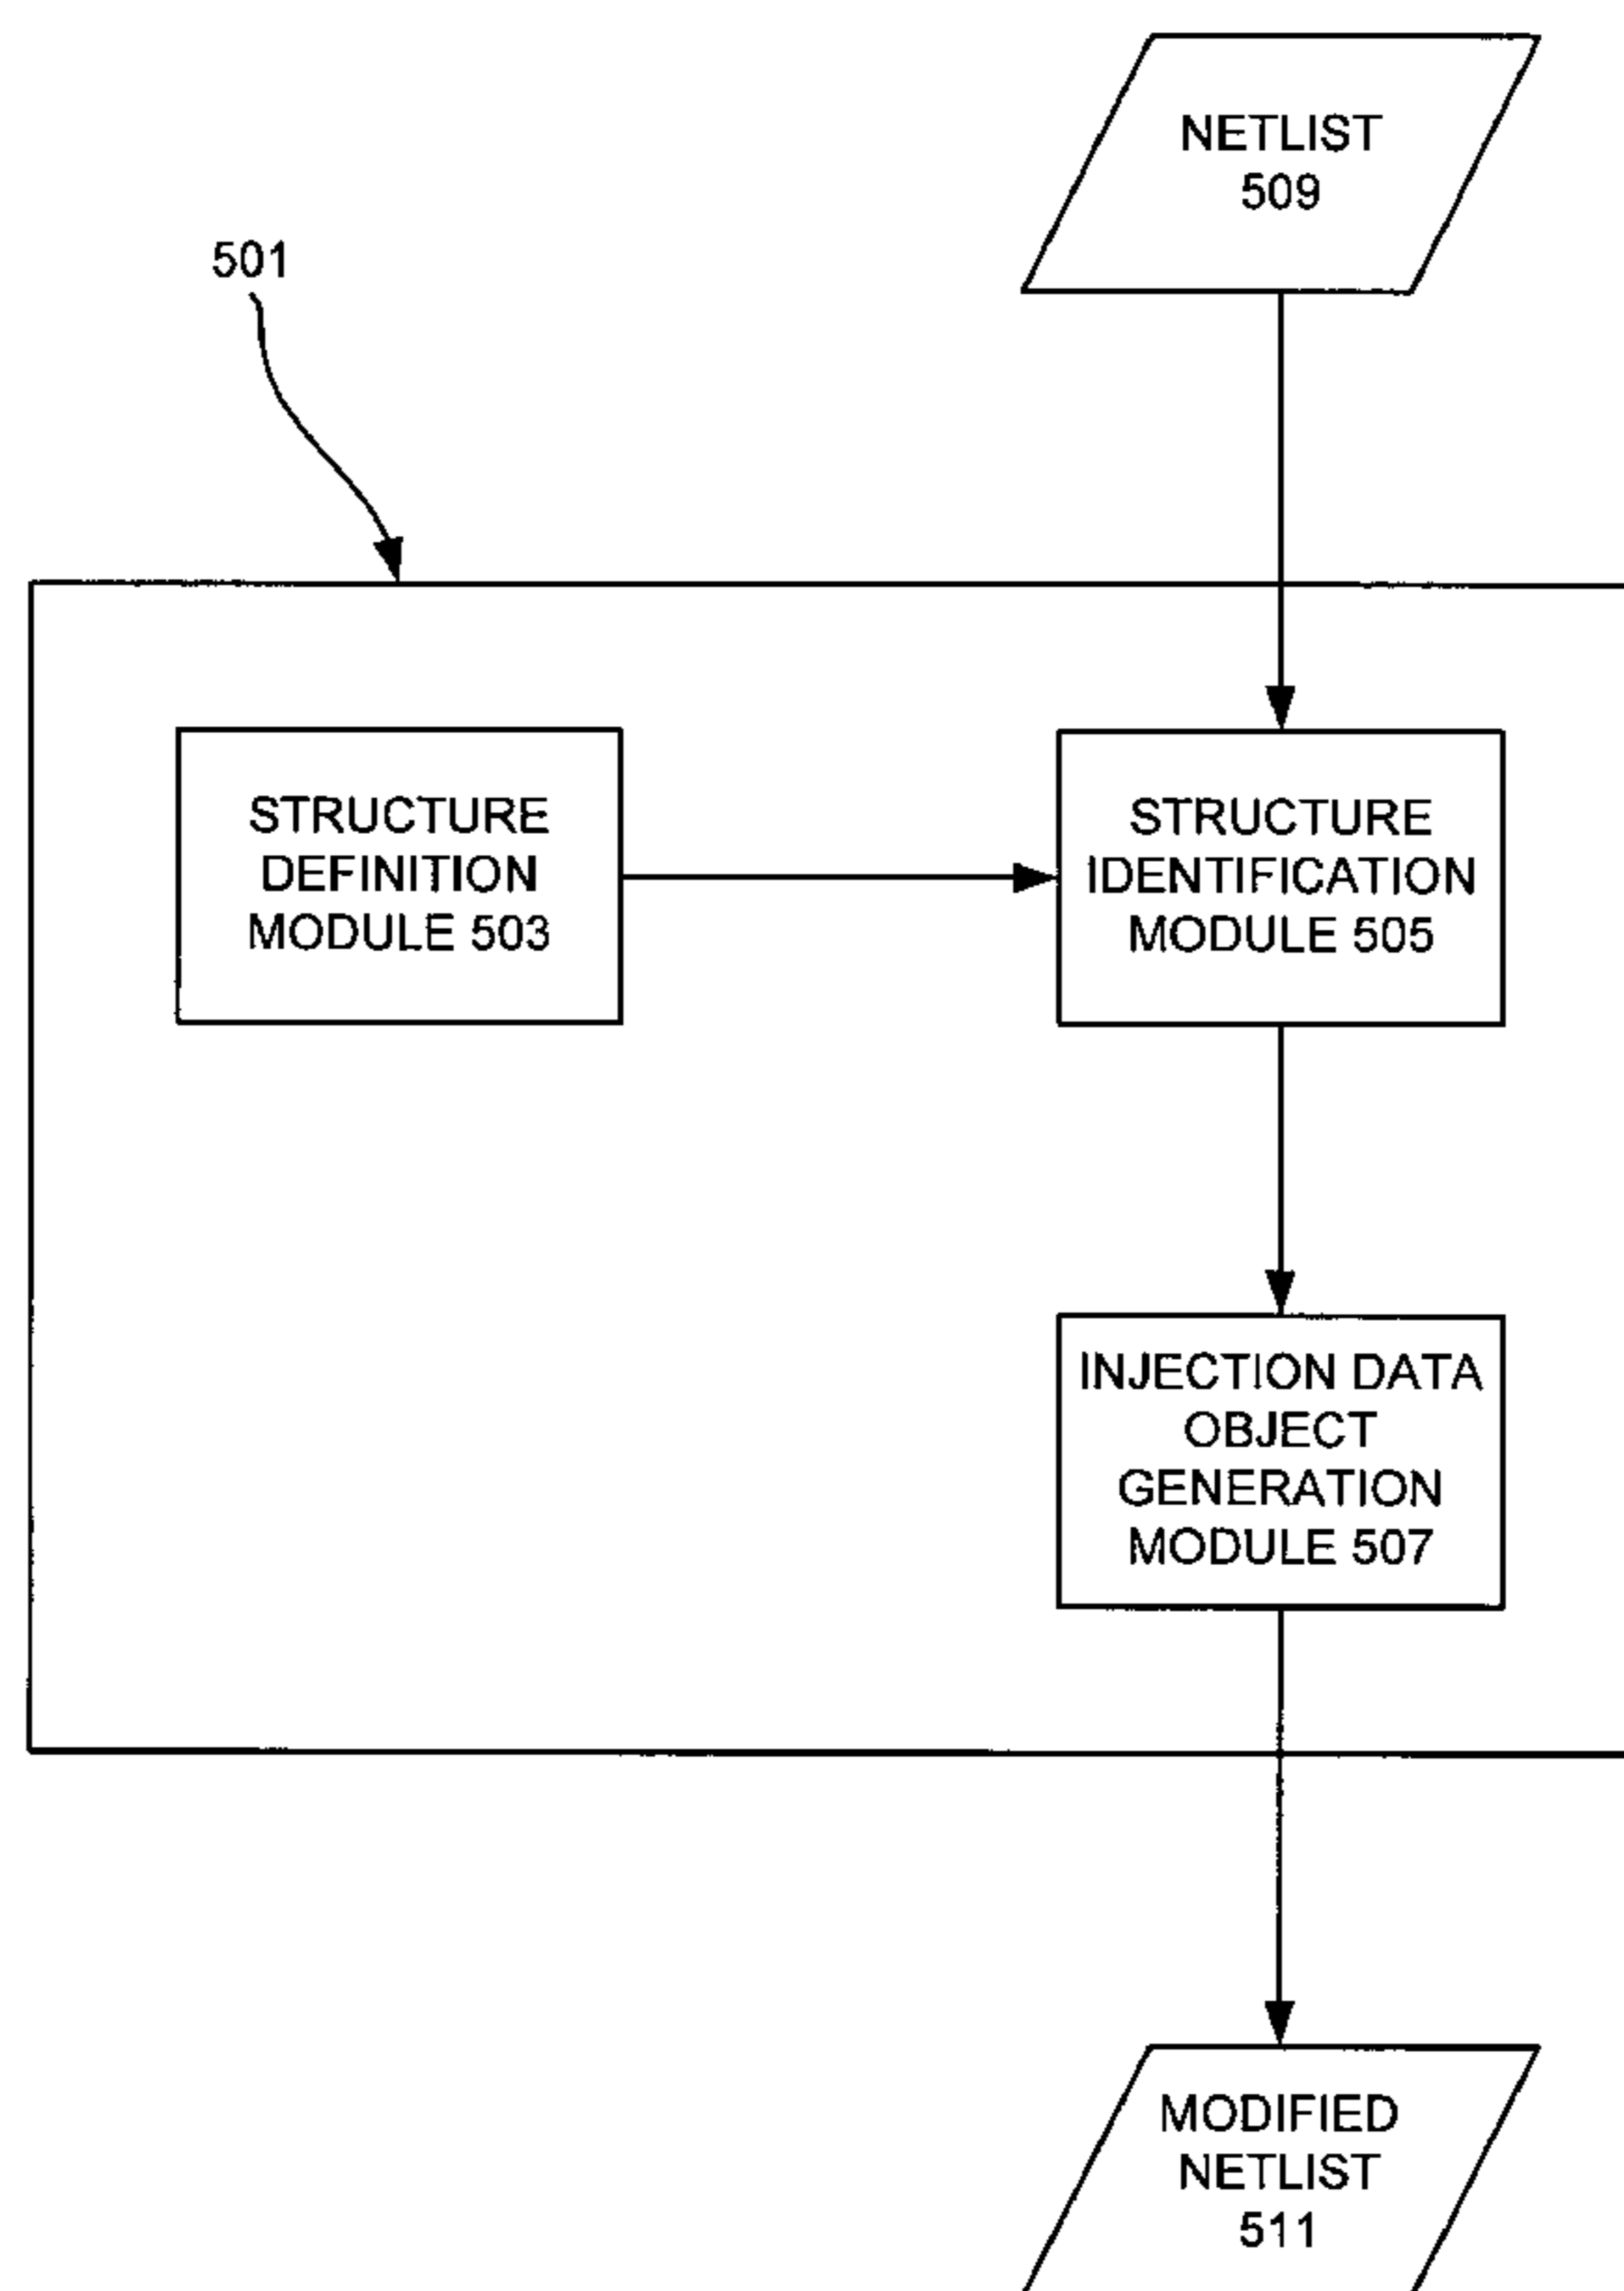 NETLIST
509
501
STRUCTURE
DEFINITION
MODULE 503
STRUCTURE
IDENTIFICATION
MODULE 505
INJECTION DATA
OBJECT
GENERATION
MODULE 507
MODIFIED
NETLIST
511